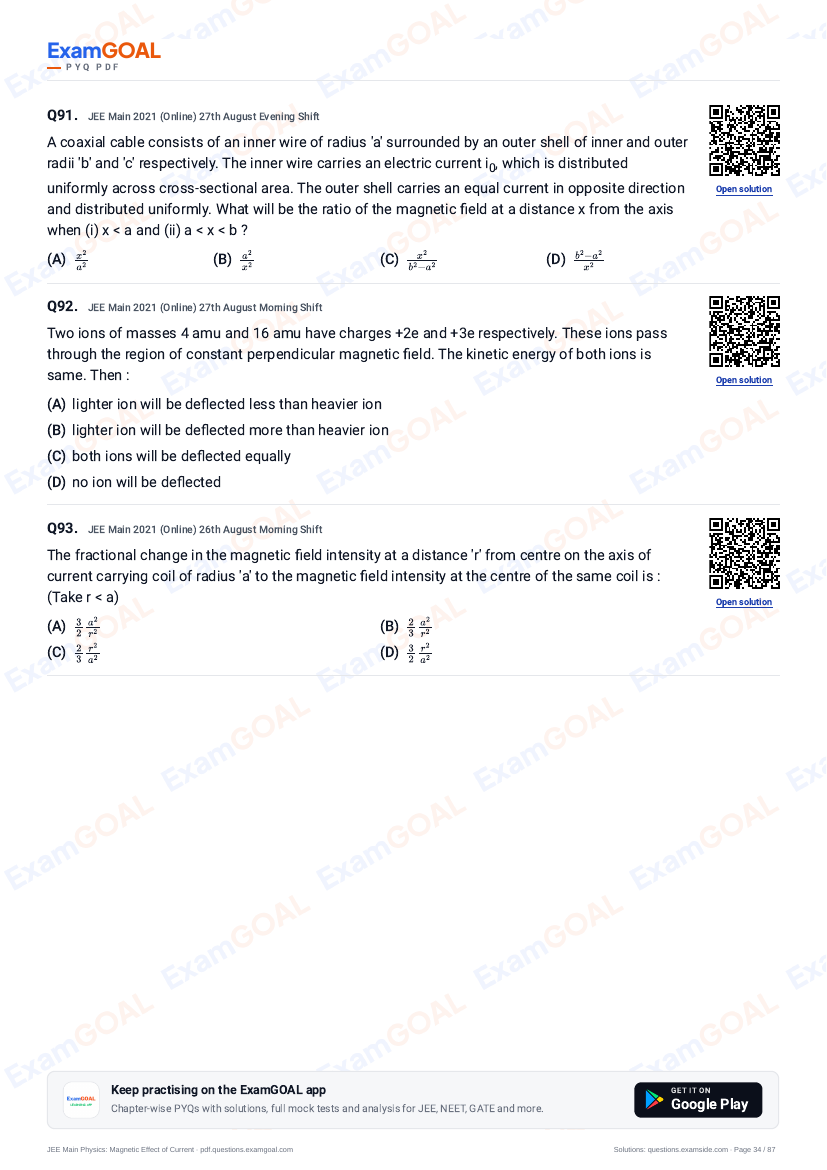 ExamGOAL
PYQ PDF
Q91. JEE Main 2021 (Online) 27th August Evening Shift
A coaxial cable consists of an inner wire of radius 'a' surrounded by an outer shell of inner and outer
radii 'b' and 'c' respectively. The inner wire carries an electric current i₀, which is distributed
uniformly across cross-sectional area. The outer shell carries an equal current in opposite direction
and distributed uniformly. What will be the ratio of the magnetic field at a distance x from the axis
when (i) x < a and (ii) a < x < b ?
(A) x²/a² (B) a²/x² (C) x²/(b²−a²) (D) (b²−a²)/x²
Open solution
Q92. JEE Main 2021 (Online) 27th August Morning Shift
Two ions of masses 4 amu and 16 amu have charges +2e and +3e respectively. These ions pass
through the region of constant perpendicular magnetic field. The kinetic energy of both ions is
same. Then :
(A) lighter ion will be deflected less than heavier ion
(B) lighter ion will be deflected more than heavier ion
(C) both ions will be deflected equally
(D) no ion will be deflected
Open solution
Q93. JEE Main 2021 (Online) 26th August Morning Shift
The fractional change in the magnetic field intensity at a distance 'r' from centre on the axis of
current carrying coil of radius 'a' to the magnetic field intensity at the centre of the same coil is :
(Take r < a)
(A) 3/2 a²/r² (B) 2/3 a²/r²
(C) 2/3 r²/a² (D) 3/2 r²/a²
Open solution
ExamGOAL
Keep practising on the ExamGOAL app
Chapter-wise PYQs with solutions, full mock tests and analysis for JEE, NEET, GATE and more.
GET IT ON
Google Play
JEE Main Physics: Magnetic Effect of Current · pdf.questions.examgoal.com
Solutions: questions.examside.com · Page 34 / 87